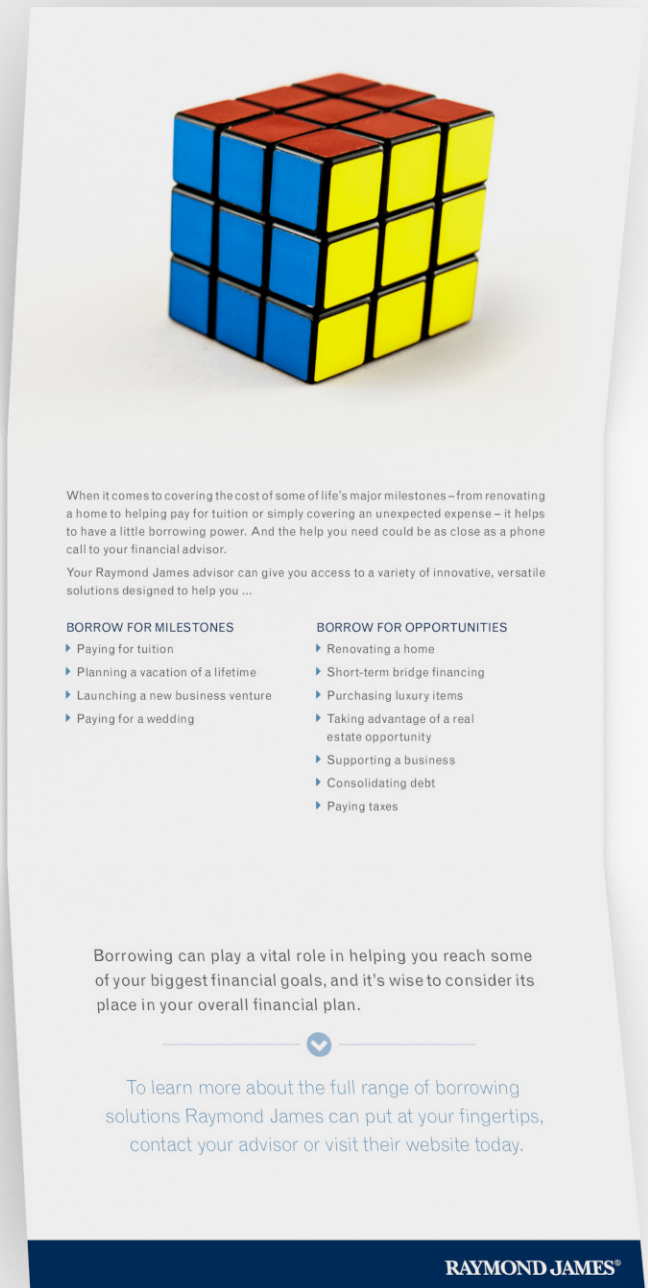 When it comes to covering the cost of some of life's major milestones – from renovating
a home to helping pay for tuition or simply covering an unexpected expense – it helps
to have a little borrowing power. And the help you need could be as close as a phone
call to your financial advisor.
Your Raymond James advisor can give you access to a variety of innovative, versatile
solutions designed to help you ...
BORROW FOR MILESTONES
Paying for tuition
Planning a vacation of a lifetime
Launching a new business venture
Paying for a wedding
BORROW FOR OPPORTUNITIES
Renovating a home
Short-term bridge financing
Purchasing luxury items
Taking advantage of a real
estate opportunity
Supporting a business
Consolidating debt
Paying taxes
Borrowing can play a vital role in helping you reach some
of your biggest financial goals, and it's wise to consider its
place in your overall financial plan.
To learn more about the full range of borrowing
solutions Raymond James can put at your fingertips,
contact your advisor or visit their website today.
RAYMOND JAMES®